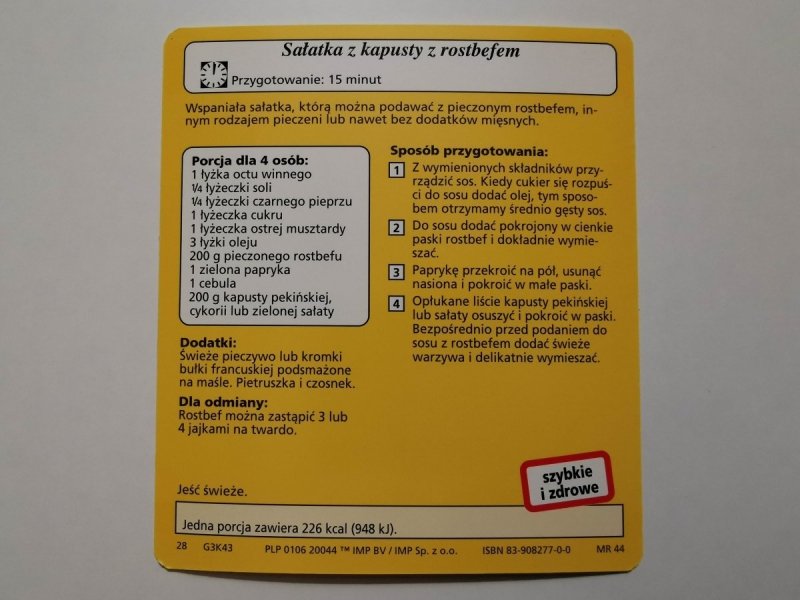 Sałatka z kapusty z rostbefem
Przygotowanie: 15 minut
Wspaniała sałatka, którą można podawać z pieczonym rostbefem, in-
nym rodzajem pieczeni lub nawet bez dodatków mięsnych.
Porcja dla 4 osób:
1 łyżka octu winnego
¼ łyżeczki soli
¼ łyżeczki czarnego pieprzu
1 łyżeczka cukru
1 łyżeczka ostrej musztardy
3 łyżki oleju
200 g pieczonego rostbefu
1 zielona papryka
1 cebula
200 g kapusty pekińskiej,
cykorii lub zielonej sałaty
Dodatki:
Świeże pieczywo lub kromki
bułki francuskiej podsmażone
na maśle. Pietruszka i czosnek.
Dla odmiany:
Rostbef można zastąpić 3 lub
4 jajkami na twardo.
Sposób przygotowania:
1 Z wymienionych składników przy-
rządzić sos. Kiedy cukier się rozpuś-
ci do sosu dodać olej, tym sposo-
bem otrzymamy średnio gęsty sos.
2 Do sosu dodać pokrojony w cienkie
paski rostbef i dokładnie wymie-
szać.
3 Paprykę przekroić na pół, usunąć
nasiona i pokroić w małe paski.
4 Opłukane liście kapusty pekińskiej
lub sałaty osuszyć i pokroić w paski.
Bezpośrednio przed podaniem do
sosu z rostbefem dodać świeże
warzywa i delikatnie wymieszać.
Jeść świeże.
szybkie
i zdrowe
Jedna porcja zawiera 226 kcal (948 kJ).
28 G3K43 PLP 0106 20044 ™ IMP BV / IMP Sp. z o.o. ISBN 83-908277-0-0 MR 44